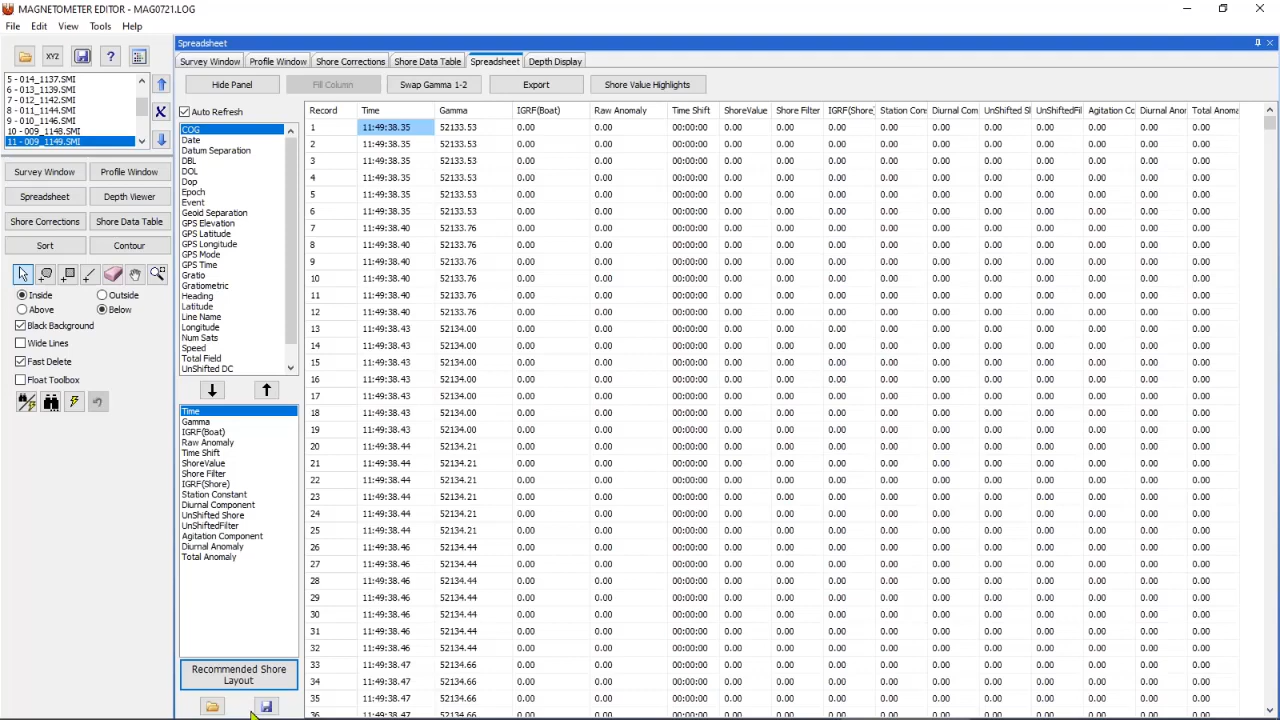 MAGNETOMETER EDITOR - MAG0721.LOG
File Edit View Tools Help
XYZ ?
5 - 014_1137.SMI
6 - 013_1139.SMI
7 - 012_1142.SMI
8 - 011_1144.SMI
9 - 010_1146.SMI
10 - 009_1148.SMI
11 - 009_1149.SMI
X
Survey Window Profile Window
Spreadsheet Depth Viewer
Shore Corrections Shore Data Table
Sort Contour
Inside Outside
Above Below
Black Background
Wide Lines
Fast Delete
Float Toolbox
Spreadsheet
Survey Window Profile Window Shore Corrections Shore Data Table Spreadsheet Depth Display
Hide Panel Fill Column Swap Gamma 1-2 Export Shore Value Highlights
Auto Refresh
COG
Date
Datum Separation
DBL
DOL
Dop
Epoch
Event
Geoid Separation
GPS Elevation
GPS Latitude
GPS Longitude
GPS Mode
GPS Time
Gratio
Gratiometric
Heading
Latitude
Line Name
Longitude
Num Sats
Speed
Total Field
UnShifted DC
Time
Gamma
IGRF(Boat)
Raw Anomaly
Time Shift
ShoreValue
Shore Filter
IGRF(Shore)
Station Constant
Diurnal Component
UnShifted Shore
UnShiftedFilter
Agitation Component
Diurnal Anomaly
Total Anomaly
Recommended Shore
Layout
Record Time Gamma IGRF(Boat) Raw Anomaly Time Shift ShoreValue Shore Filter IGRF(Shore Station Con Diurnal Com UnShifted Sl UnShiftedFil Agitation Co Diurnal Anor Total Anoma
1 11:49:38.35 52133.53 0.00 0.00 00:00:00 0.00 0.00 0.00 0.00 0.00 0.00 0.00 0.00 0.00 0.00
2 11:49:38.35 52133.53 0.00 0.00 00:00:00 0.00 0.00 0.00 0.00 0.00 0.00 0.00 0.00 0.00 0.00
3 11:49:38.35 52133.53 0.00 0.00 00:00:00 0.00 0.00 0.00 0.00 0.00 0.00 0.00 0.00 0.00 0.00
4 11:49:38.35 52133.53 0.00 0.00 00:00:00 0.00 0.00 0.00 0.00 0.00 0.00 0.00 0.00 0.00 0.00
5 11:49:38.35 52133.53 0.00 0.00 00:00:00 0.00 0.00 0.00 0.00 0.00 0.00 0.00 0.00 0.00 0.00
6 11:49:38.35 52133.53 0.00 0.00 00:00:00 0.00 0.00 0.00 0.00 0.00 0.00 0.00 0.00 0.00 0.00
7 11:49:38.40 52133.76 0.00 0.00 00:00:00 0.00 0.00 0.00 0.00 0.00 0.00 0.00 0.00 0.00 0.00
8 11:49:38.40 52133.76 0.00 0.00 00:00:00 0.00 0.00 0.00 0.00 0.00 0.00 0.00 0.00 0.00 0.00
9 11:49:38.40 52133.76 0.00 0.00 00:00:00 0.00 0.00 0.00 0.00 0.00 0.00 0.00 0.00 0.00 0.00
10 11:49:38.40 52133.76 0.00 0.00 00:00:00 0.00 0.00 0.00 0.00 0.00 0.00 0.00 0.00 0.00 0.00
11 11:49:38.40 52133.76 0.00 0.00 00:00:00 0.00 0.00 0.00 0.00 0.00 0.00 0.00 0.00 0.00 0.00
12 11:49:38.40 52133.76 0.00 0.00 00:00:00 0.00 0.00 0.00 0.00 0.00 0.00 0.00 0.00 0.00 0.00
13 11:49:38.43 52134.00 0.00 0.00 00:00:00 0.00 0.00 0.00 0.00 0.00 0.00 0.00 0.00 0.00 0.00
14 11:49:38.43 52134.00 0.00 0.00 00:00:00 0.00 0.00 0.00 0.00 0.00 0.00 0.00 0.00 0.00 0.00
15 11:49:38.43 52134.00 0.00 0.00 00:00:00 0.00 0.00 0.00 0.00 0.00 0.00 0.00 0.00 0.00 0.00
16 11:49:38.43 52134.00 0.00 0.00 00:00:00 0.00 0.00 0.00 0.00 0.00 0.00 0.00 0.00 0.00 0.00
17 11:49:38.43 52134.00 0.00 0.00 00:00:00 0.00 0.00 0.00 0.00 0.00 0.00 0.00 0.00 0.00 0.00
18 11:49:38.43 52134.00 0.00 0.00 00:00:00 0.00 0.00 0.00 0.00 0.00 0.00 0.00 0.00 0.00 0.00
19 11:49:38.43 52134.00 0.00 0.00 00:00:00 0.00 0.00 0.00 0.00 0.00 0.00 0.00 0.00 0.00 0.00
20 11:49:38.44 52134.21 0.00 0.00 00:00:00 0.00 0.00 0.00 0.00 0.00 0.00 0.00 0.00 0.00 0.00
21 11:49:38.44 52134.21 0.00 0.00 00:00:00 0.00 0.00 0.00 0.00 0.00 0.00 0.00 0.00 0.00 0.00
22 11:49:38.44 52134.21 0.00 0.00 00:00:00 0.00 0.00 0.00 0.00 0.00 0.00 0.00 0.00 0.00 0.00
23 11:49:38.44 52134.21 0.00 0.00 00:00:00 0.00 0.00 0.00 0.00 0.00 0.00 0.00 0.00 0.00 0.00
24 11:49:38.44 52134.21 0.00 0.00 00:00:00 0.00 0.00 0.00 0.00 0.00 0.00 0.00 0.00 0.00 0.00
25 11:49:38.44 52134.21 0.00 0.00 00:00:00 0.00 0.00 0.00 0.00 0.00 0.00 0.00 0.00 0.00 0.00
26 11:49:38.46 52134.44 0.00 0.00 00:00:00 0.00 0.00 0.00 0.00 0.00 0.00 0.00 0.00 0.00 0.00
27 11:49:38.46 52134.44 0.00 0.00 00:00:00 0.00 0.00 0.00 0.00 0.00 0.00 0.00 0.00 0.00 0.00
28 11:49:38.46 52134.44 0.00 0.00 00:00:00 0.00 0.00 0.00 0.00 0.00 0.00 0.00 0.00 0.00 0.00
29 11:49:38.46 52134.44 0.00 0.00 00:00:00 0.00 0.00 0.00 0.00 0.00 0.00 0.00 0.00 0.00 0.00
30 11:49:38.46 52134.44 0.00 0.00 00:00:00 0.00 0.00 0.00 0.00 0.00 0.00 0.00 0.00 0.00 0.00
31 11:49:38.46 52134.44 0.00 0.00 00:00:00 0.00 0.00 0.00 0.00 0.00 0.00 0.00 0.00 0.00 0.00
32 11:49:38.46 52134.44 0.00 0.00 00:00:00 0.00 0.00 0.00 0.00 0.00 0.00 0.00 0.00 0.00 0.00
33 11:49:38.47 52134.66 0.00 0.00 00:00:00 0.00 0.00 0.00 0.00 0.00 0.00 0.00 0.00 0.00 0.00
34 11:49:38.47 52134.66 0.00 0.00 00:00:00 0.00 0.00 0.00 0.00 0.00 0.00 0.00 0.00 0.00 0.00
35 11:49:38.47 52134.66 0.00 0.00 00:00:00 0.00 0.00 0.00 0.00 0.00 0.00 0.00 0.00 0.00 0.00
36 11:49:38.47 52134.66 0.00 0.00 00:00:00 0.00 0.00 0.00 0.00 0.00 0.00 0.00 0.00 0.00 0.00